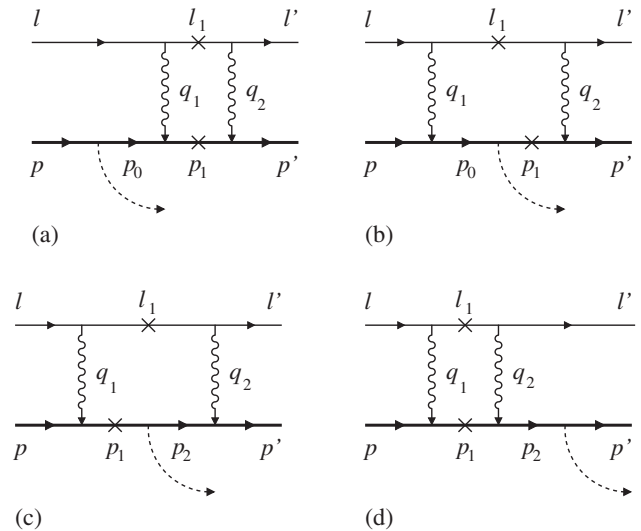 l l₁ l’ l l₁ l’
q₁ q₂ q₁ q₂
p p₀ p₁ p’ p p₀ p₁ p’
(a) (b)
l l₁ l’ l l₁ l’
q₁ q₂ q₁ q₂
p p₁ p₂ p’ p p₁ p₂ p’
(c) (d)